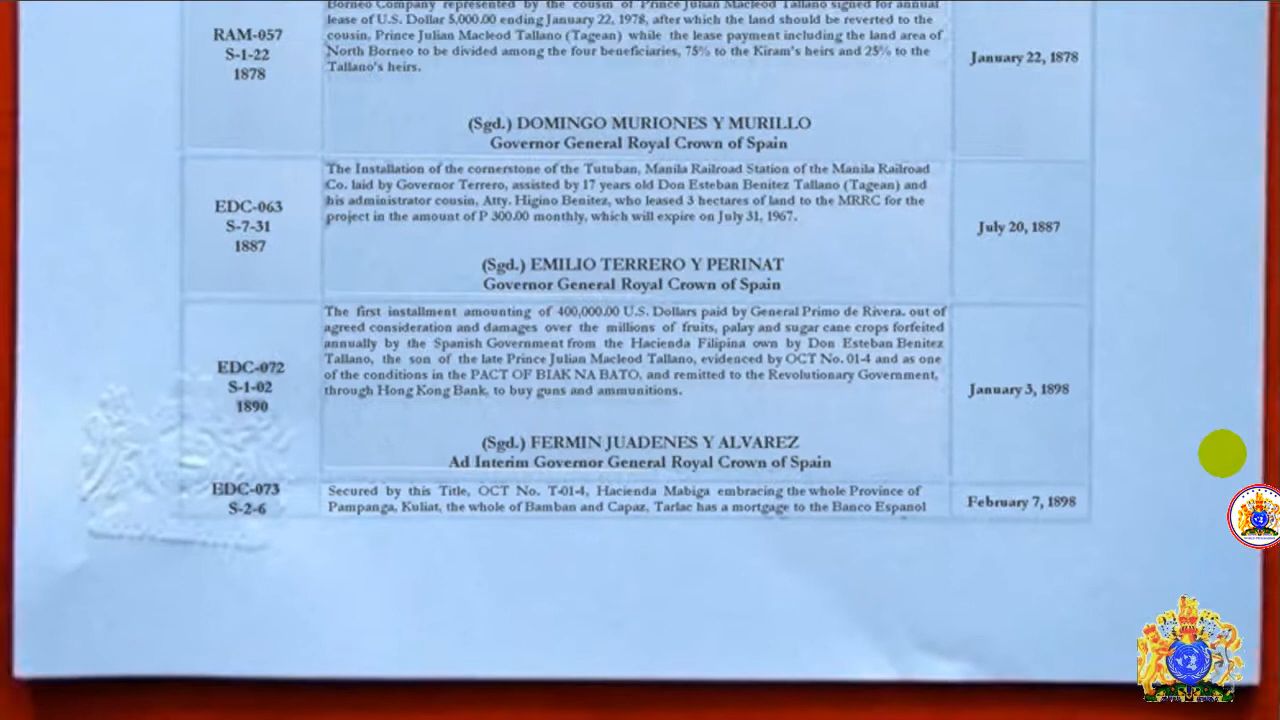 Borneo Company represented by the cousin of Prince Julian Macleod Tallano signed for annual
lease of U.S. Dollar 5,000.00 ending January 22, 1978, after which the land should be reverted to the
cousin, Prince Julian Macleod Tallano (Tagean) while the lease payment including the land area of
North Borneo to be divided among the four beneficiaries, 75% to the Kiram's heirs and 25% to the
Tallano's heirs.
RAM-057
S-1-22
1878
January 22, 1878
(Sgd.) DOMINGO MURIONES Y MURILLO
Governor General Royal Crown of Spain
EDC-063
S-7-31
1887
The Installation of the cornerstone of the Tutuban, Manila Railroad Station of the Manila Railroad
Co. laid by Governor Terrero, assisted by 17 years old Don Esteban Benitez Tallano (Tagean) and
his administrator cousin, Atty. Higino Benitez, who leased 3 hectares of land to the MRRC for the
project in the amount of P 300.00 monthly, which will expire on July 31, 1967.
July 20, 1887
(Sgd.) EMILIO TERRERO Y PERINAT
Governor General Royal Crown of Spain
EDC-072
S-1-02
1890
The first installment amounting of 400,000.00 U.S. Dollars paid by General Primo de Rivera. out of
agreed consideration and damages over the millions of fruits, palay and sugar cane crops forfeited
annually by the Spanish Government from the Hacienda Filipina own by Don Esteban Benitez
Tallano, the son of the late Prince Julian Macleod Tallano, evidenced by OCT No. 01-4 and as one
of the conditions in the PACT OF BIAK NA BATO, and remitted to the Revolutionary Government,
through Hong Kong Bank, to buy guns and ammunitions.
January 3, 1898
(Sgd.) FERMIN JUADENES Y ALVAREZ
Ad Interim Governor General Royal Crown of Spain
EDC-073
S-2-6
Secured by this Title, OCT No. T-01-4, Hacienda Mabiga embracing the whole Province of
Pampanga, Kuliat, the whole of Bamban and Capaz, Tarlac has a mortgage to the Banco Espanol
February 7, 1898